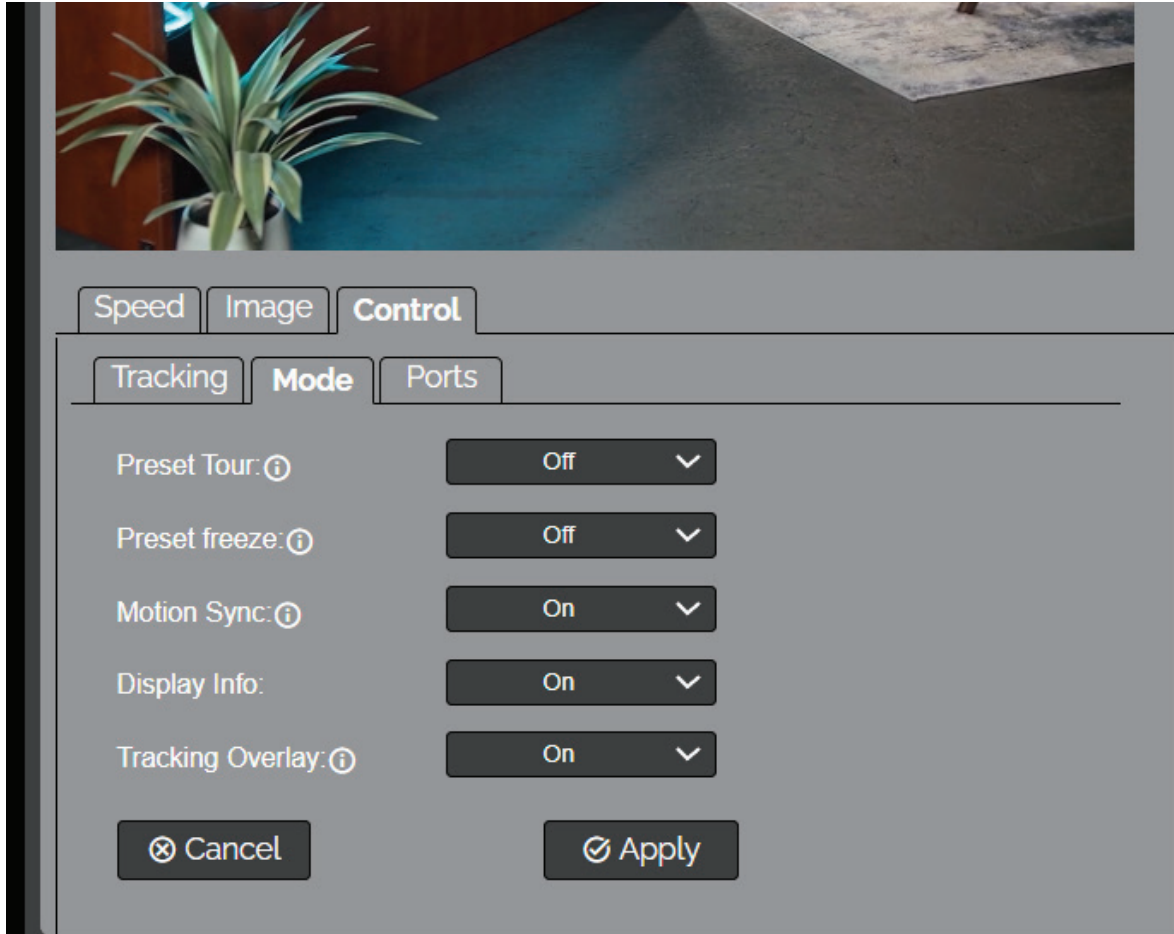 Speed Image Control
Tracking Mode Ports
Preset Tour: Off
Preset freeze: Off
Motion Sync: On
Display Info: On
Tracking Overlay: On
Cancel Apply